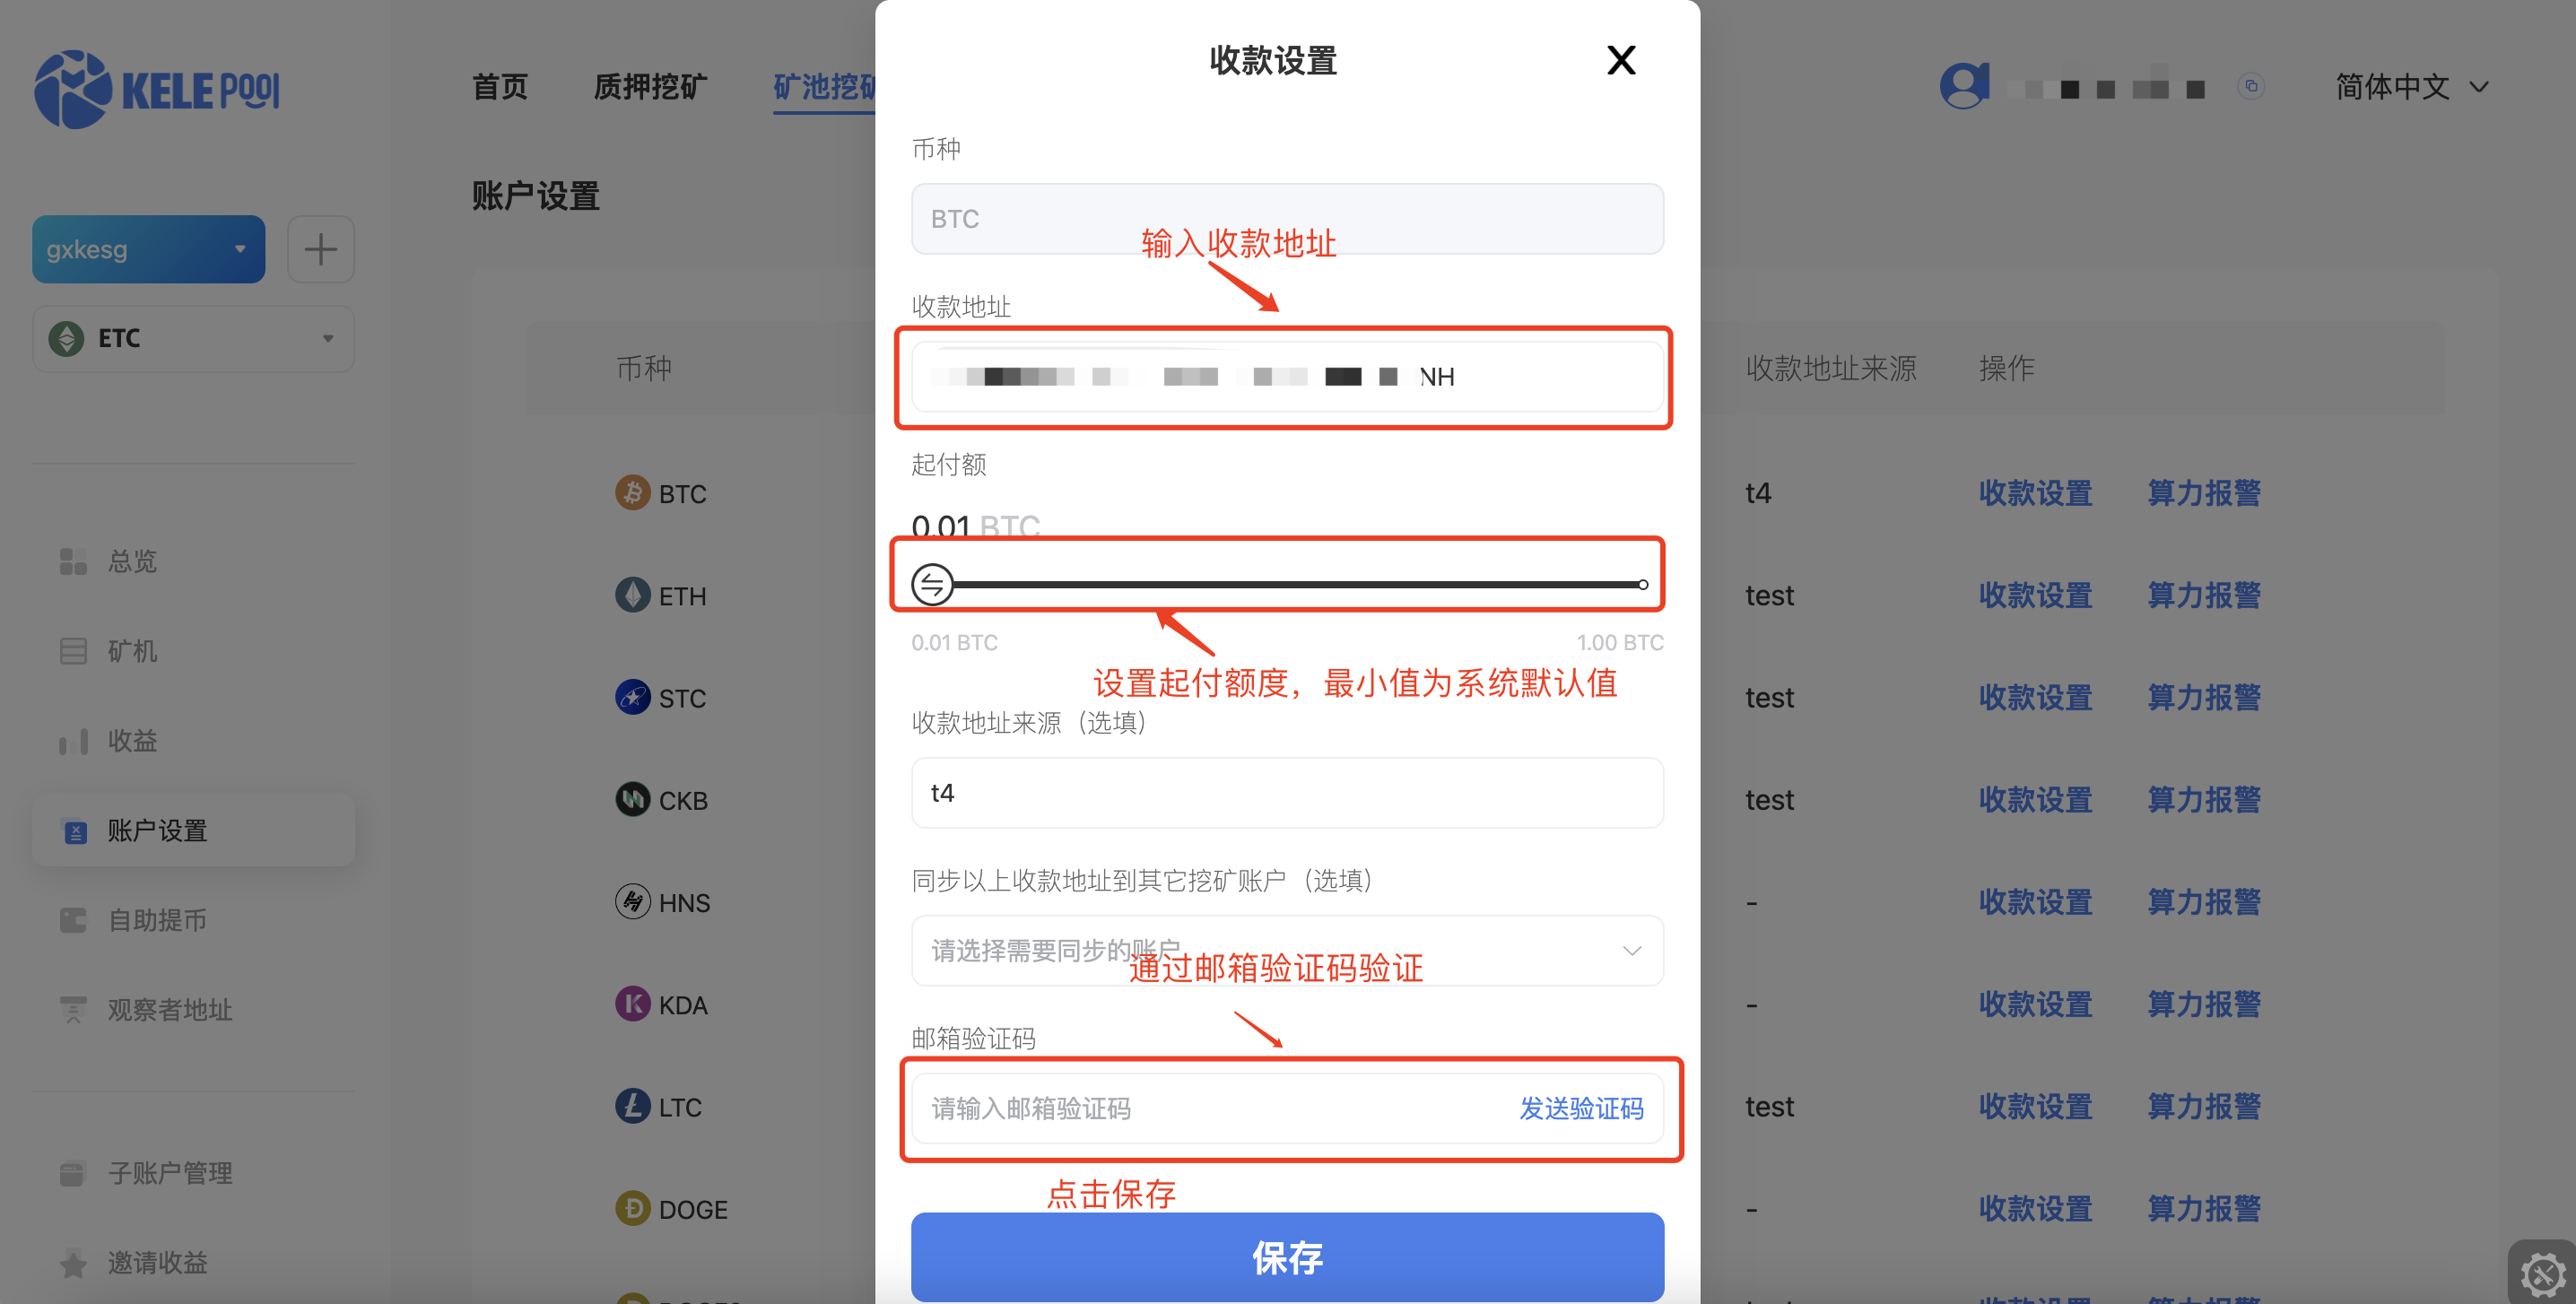 KELE POOL
首页
质押挖矿
矿池挖矿
简体中文
gxkesg
ETC
总览
矿机
收益
账户设置
自助提币
观察者地址
子账户管理
邀请收益
账户设置
币种
收款地址来源
操作
BTC
t4
收款设置
算力报警
ETH
test
收款设置
算力报警
STC
test
收款设置
算力报警
CKB
test
收款设置
算力报警
HNS
-
收款设置
算力报警
KDA
-
收款设置
算力报警
LTC
test
收款设置
算力报警
DOGE
-
收款设置
算力报警
收款设置
X
币种
BTC
输入收款地址
收款地址
NH
起付额
0.01 BTC
0.01 BTC
1.00 BTC
设置起付额度，最小值为系统默认值
收款地址来源（选填）
t4
同步以上收款地址到其它挖矿账户（选填）
请选择需要同步的账户
通过邮箱验证码验证
邮箱验证码
请输入邮箱验证码
发送验证码
点击保存
保存